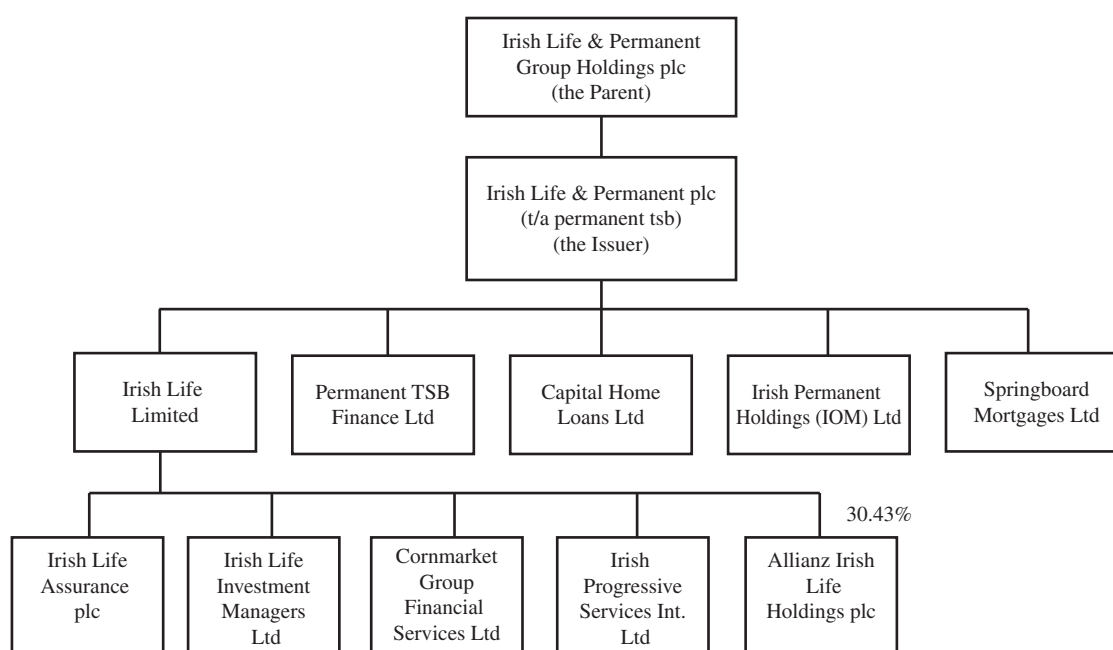 Irish Life & Permanent
Group Holdings plc
(the Parent)
Irish Life & Permanent plc
(t/a permanent tsb)
(the Issuer)
Irish Life
Limited
Permanent TSB
Finance Ltd
Capital Home
Loans Ltd
Irish Permanent
Holdings (IOM) Ltd
Springboard
Mortgages Ltd
30.43%
Irish Life
Assurance
plc
Irish Life
Investment
Managers
Ltd
Cornmarket
Group
Financial
Services Ltd
Irish
Progressive
Services Int.
Ltd
Allianz Irish
Life
Holdings plc